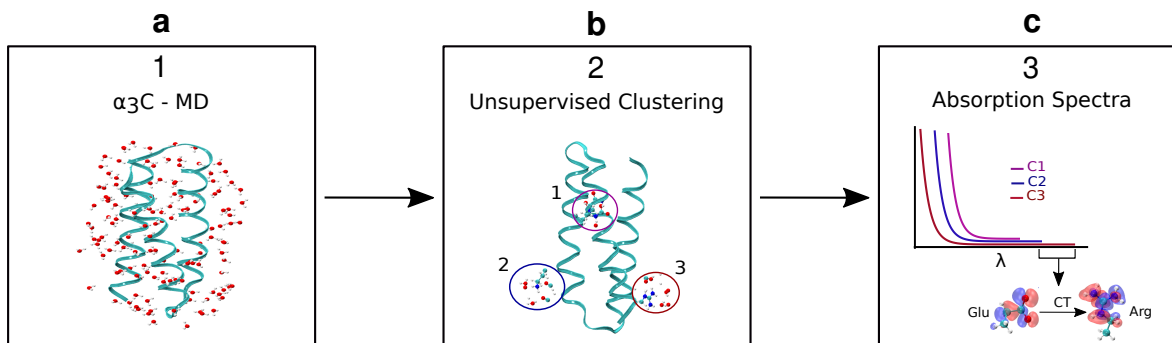 a
1
α3C - MD
b
2
Unsupervised Clustering
1
2
3
c
3
Absorption Spectra
C1
C2
C3
λ
Glu
CT
Arg